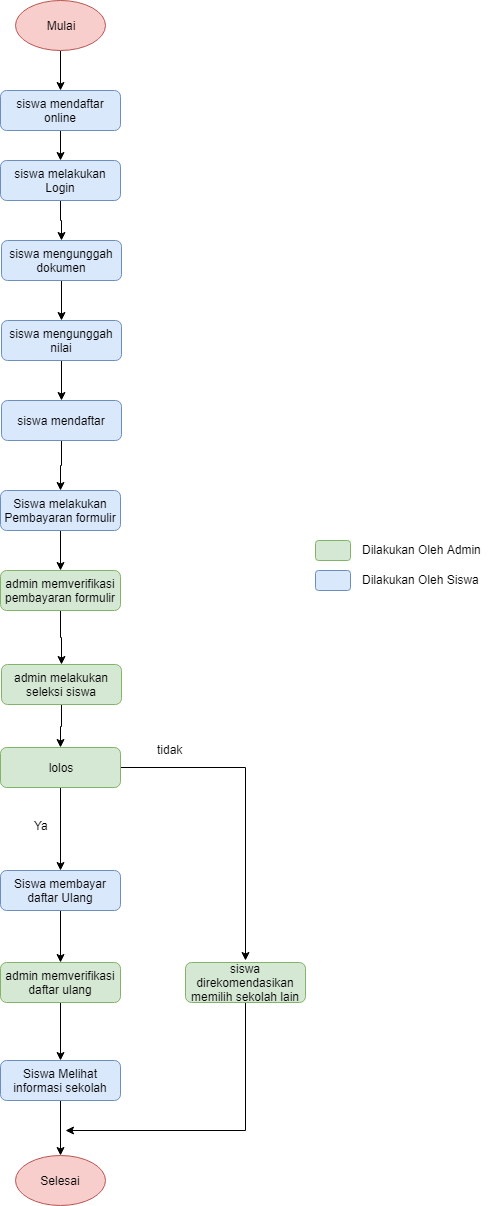 Mulai
siswa mendaftar
online
siswa melakukan
Login
siswa mengunggah
dokumen
siswa mengunggah
nilai
siswa mendaftar
Siswa melakukan
Pembayaran formulir
Dilakukan Oleh Admin
Dilakukan Oleh Siswa
admin memverifikasi
pembayaran formulir
admin melakukan
seleksi siswa
lolos
tidak
Ya
Siswa membayar
daftar Ulang
admin memverifikasi
daftar ulang
siswa
direkomendasikan
memilih sekolah lain
Siswa Melihat
informasi sekolah
Selesai